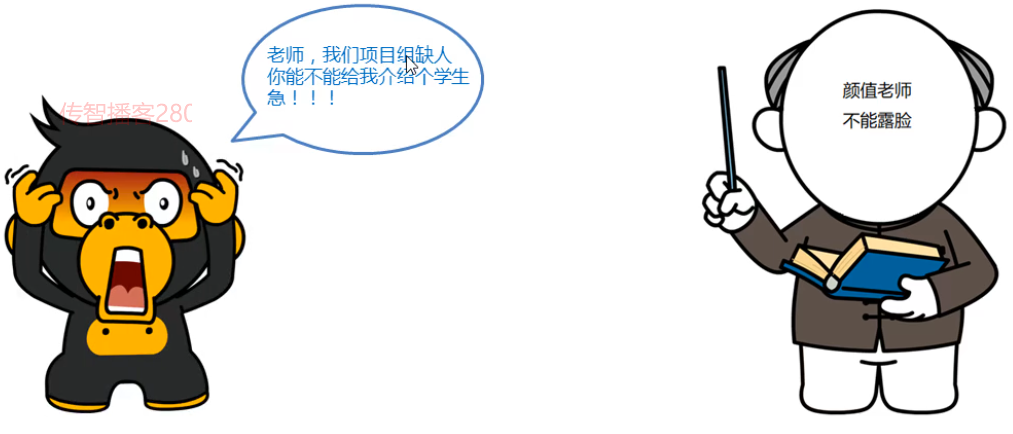 老师，我们项目组缺人
你能不能给我介绍个学生
急！！！
传智播客280
颜值老师
不能露脸